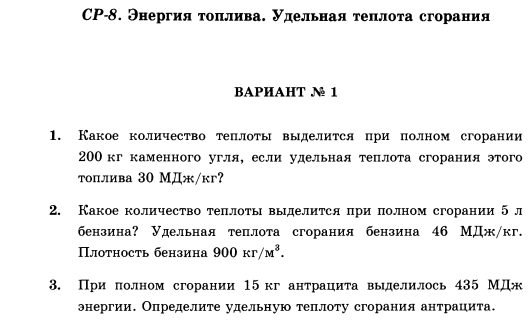 СР-8. Энергия топлива. Удельная теплота сгорания
ВАРИАНТ № 1
1. Какое количество теплоты выделится при полном сгорании
200 кг каменного угля, если удельная теплота сгорания этого
топлива 30 МДж/кг?
2. Какое количество теплоты выделится при полном сгорании 5 л
бензина? Удельная теплота сгорания бензина 46 МДж/кг.
Плотность бензина 900 кг/м³.
3. При полном сгорании 15 кг антрацита выделилось 435 МДж
энергии. Определите удельную теплоту сгорания антрацита.